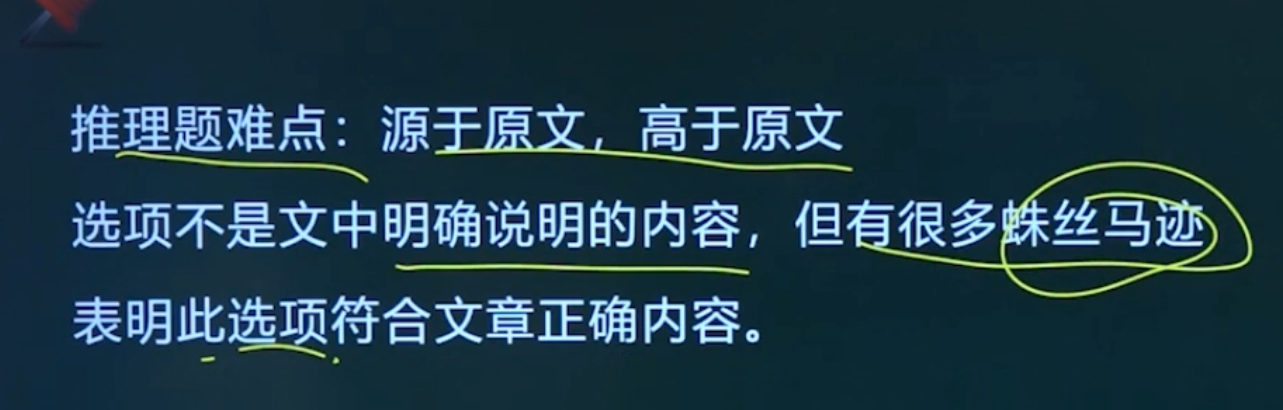 推理题难点：源于原文，高于原文
选项不是文中明确说明的内容，但有很多蛛丝马迹
表明此选项符合文章正确内容。